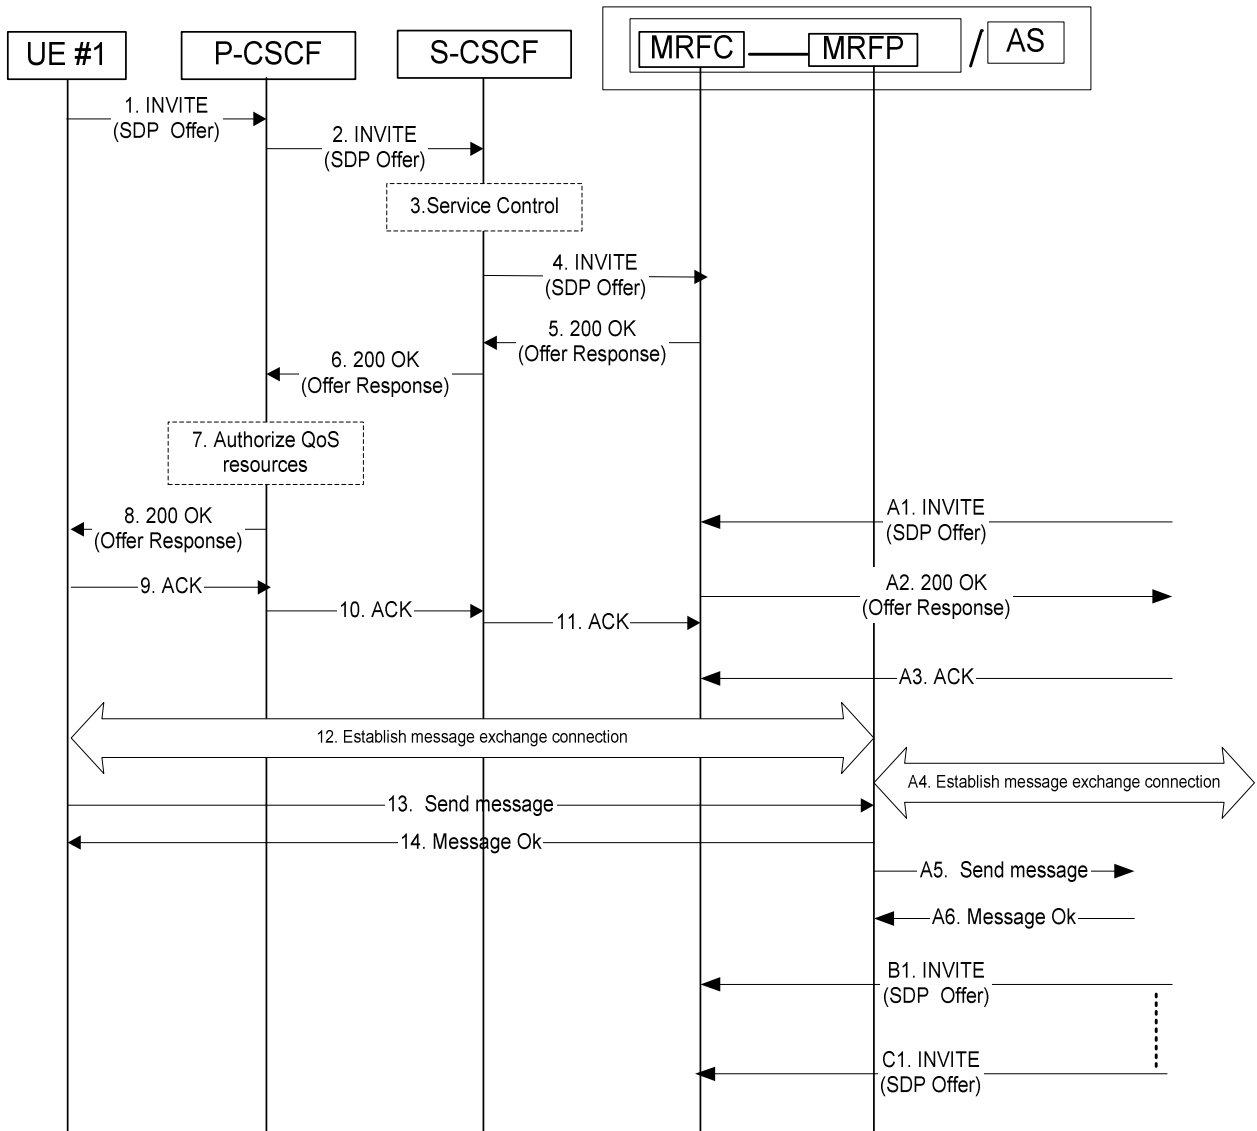 UE #1
P-CSCF
S-CSCF
MRFC
MRFP
/
AS
1. INVITE
(SDP Offer)
2. INVITE
(SDP Offer)
3.Service Control
4. INVITE
(SDP Offer)
5. 200 OK
(Offer Response)
6. 200 OK
(Offer Response)
7. Authorize QoS
resources
8. 200 OK
(Offer Response)
A1. INVITE
(SDP Offer)
9. ACK
A2. 200 OK
(Offer Response)
10. ACK
11. ACK
A3. ACK
12. Establish message exchange connection
A4. Establish message exchange connection
13. Send message
14. Message Ok
A5. Send message
A6. Message Ok
B1. INVITE
(SDP Offer)
C1. INVITE
(SDP Offer)